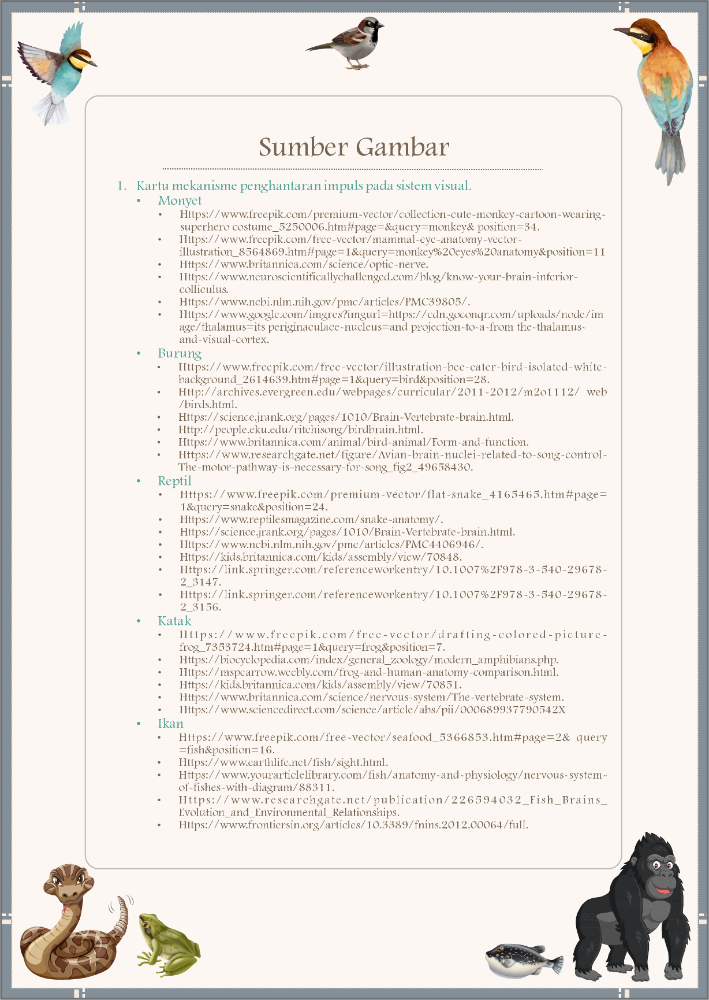 Sumber Gambar
1. Kartu mekanisme penghantaran impuls pada sistem visual.
• Monyet
• Https://www.freepik.com/premium-vector/collection-cute-monkey-cartoon-wearing-
superhero costume_5250006.htm#page=&query=monkey& position=34.
• Https://www.freepik.com/free-vector/mammal-eye-anatomy-vector-
illustration_8564869.htm#page=1&query=monkey%20eyes%20anatomy&position=11
• Https://www.britannica.com/science/optic-nerve.
• Https://www.neuroscientificallychallenged.com/blog/know-your-brain-inferior-
colliculus.
• Https://www.ncbi.nlm.nih.gov/pmc/articles/PMC39805/.
• Https://www.google.com/imgres?imgurl=https://cdn.goconqr.com/uploads/node/im
age/thalamus=its periginaculace-nucleus=and projection-to-a-from the-thalamus-
and-visual-cortex.
• Burung
• Https://www.freepik.com/free-vector/illustration-bee-eater-bird-isolated-white-
background_2614639.htm#page=1&query=bird&position=28.
• Http://archives.evergreen.edu/webpages/curricular/2011-2012/m2o1112/ web
/birds.html.
• Https://science.jrank.org/pages/1010/Brain-Vertebrate-brain.html.
• Http://people.eku.edu/ritchisong/birdbrain.html.
• Https://www.britannica.com/animal/bird-animal/Form-and-function.
• Https://www.researchgate.net/figure/Avian-brain-nuclei-related-to-song-control-
The-motor-pathway-is-necessary-for-song_fig2_49658430.
• Reptil
• Https://www.freepik.com/premium-vector/flat-snake_4165465.htm#page=
1&query=snake&position=24.
• Https://www.reptilesmagazine.com/snake-anatomy/.
• Https://science.jrank.org/pages/1010/Brain-Vertebrate-brain.html.
• Https://www.ncbi.nlm.nih.gov/pmc/articles/PMC4406946/.
• Https://kids.britannica.com/kids/assembly/view/70848.
• Https://link.springer.com/referenceworkentry/10.1007%2F978-3-540-29678-
2_3147.
• Https://link.springer.com/referenceworkentry/10.1007%2F978-3-540-29678-
2_3156.
• Katak
• Https://www.freepik.com/free-vector/drafting-colored-picture-
frog_7353724.htm#page=1&query=frog&position=7.
• Https://biocyclopedia.com/index/general_zoology/modern_amphibians.php.
• Https://mspearrow.weebly.com/frog-and-human-anatomy-comparison.html.
• Https://kids.britannica.com/kids/assembly/view/70851.
• Https://www.britannica.com/science/nervous-system/The-vertebrate-system.
• Https://www.sciencedirect.com/science/article/abs/pii/000689937790542X
• Ikan
• Https://www.freepik.com/free-vector/seafood_5366853.htm#page=2& query
=fish&position=16.
• Https://www.earthlife.net/fish/sight.html.
• Https://www.yourarticlelibrary.com/fish/anatomy-and-physiology/nervous-system-
of-fishes-with-diagram/88311.
• Https://www.researchgate.net/publication/226594032_Fish_Brains_
Evolution_and_Environmental_Relationships.
• Https://www.frontiersin.org/articles/10.3389/fnins.2012.00064/full.